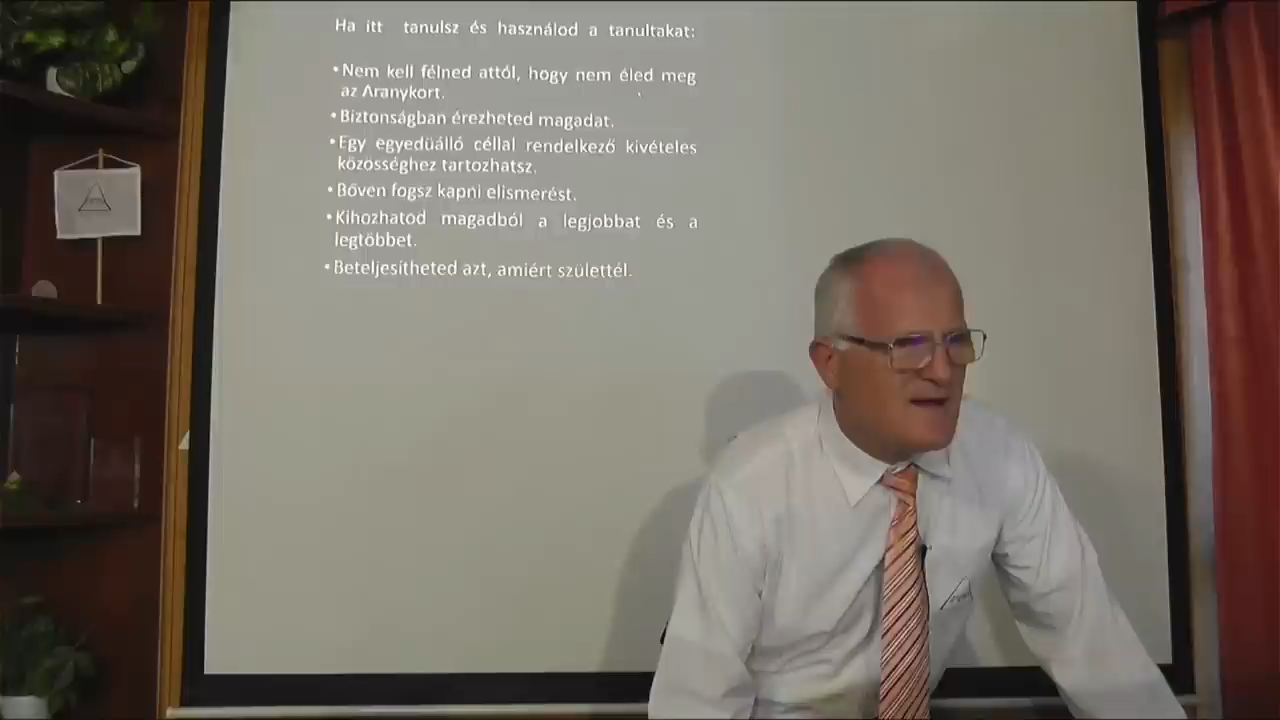 Ha itt tanulsz és használod a tanultakat:
•Nem kell félned attól, hogy nem éled meg
az Aranykort.
•Biztonságban érezheted magadat.
•Egy egyedüálló céllal rendelkező kivételes
közösséghez tartozhatsz.
•Bőven fogsz kapni elismerést.
•Kihozhatod magadból a legjobbat és a
legtöbbet.
•Beteljesítheted azt, amiért születtél.